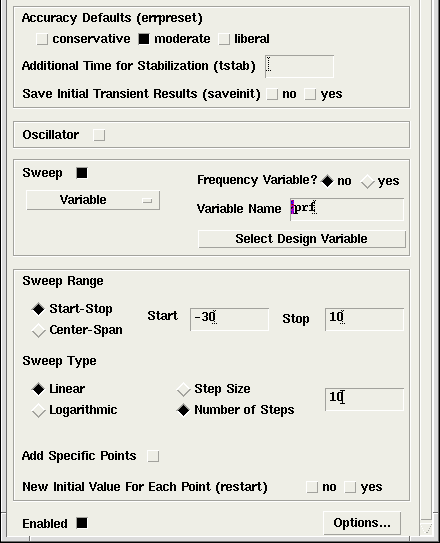 Accuracy Defaults (errpreset)
conservative moderate liberal
Additional Time for Stabilization (tstab)
Save Initial Transient Results (saveinit) no yes
Oscillator
Sweep
Frequency Variable? no yes
Variable
Variable Name prf
Select Design Variable
Sweep Range
Start-Stop
Center-Span
Start -30 Stop 10
Sweep Type
Linear
Logarithmic
Step Size
Number of Steps
10
Add Specific Points
New Initial Value For Each Point (restart) no yes
Enabled
Options...